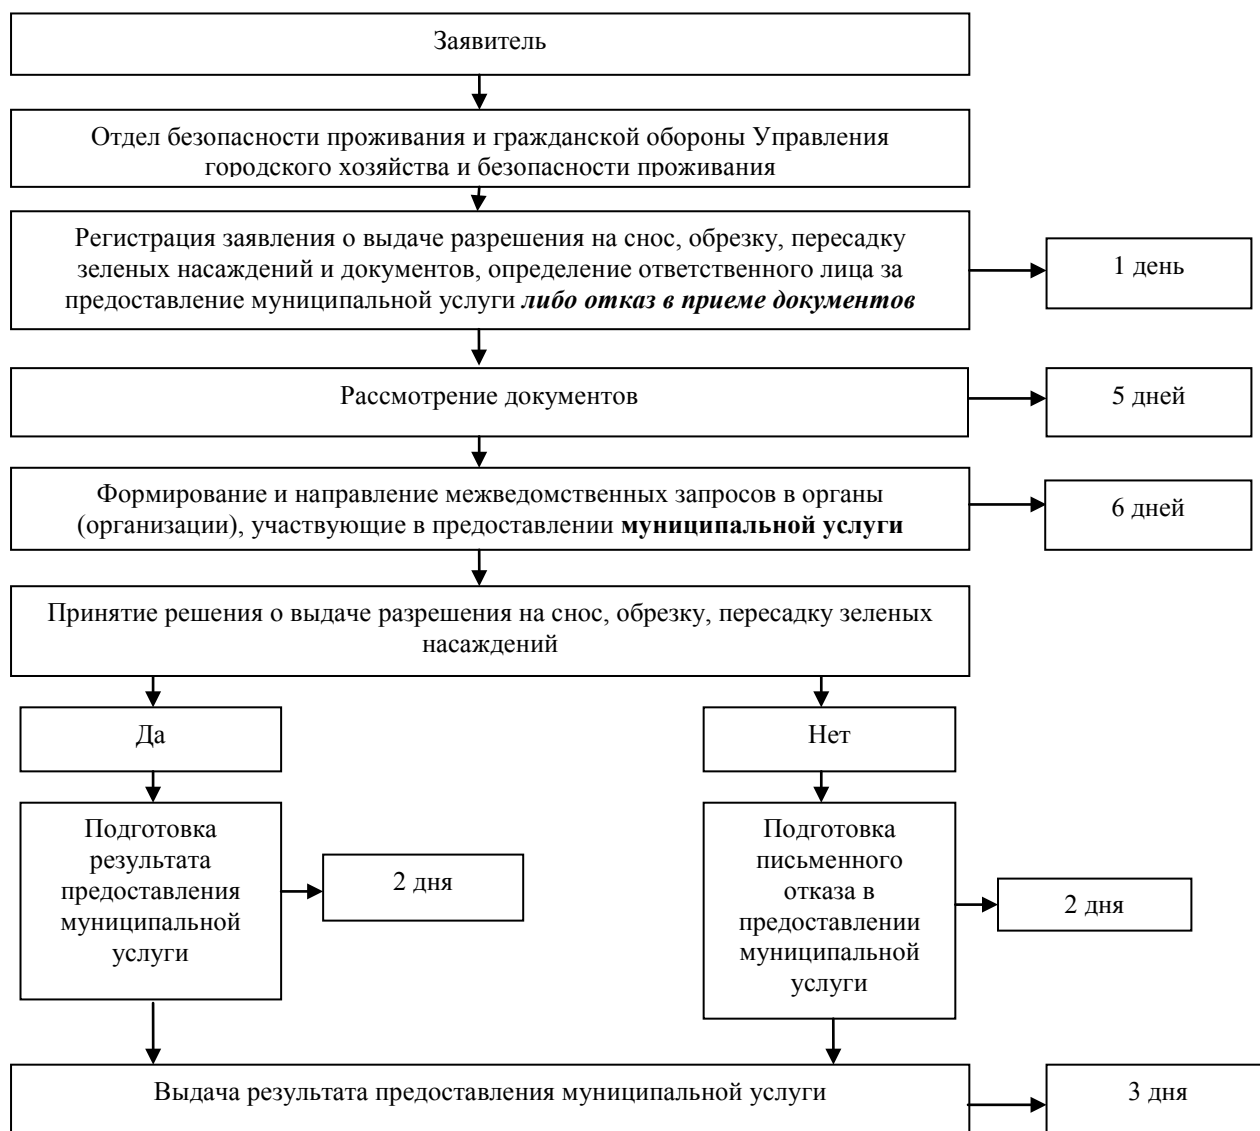 Заявитель
Отдел безопасности проживания и гражданской обороны Управления
городского хозяйства и безопасности проживания
Регистрация заявления о выдаче разрешения на снос, обрезку, пересадку
зеленых насаждений и документов, определение ответственного лица за
предоставление муниципальной услуги либо отказ в приеме документов
1 день
Рассмотрение документов
5 дней
Формирование и направление межведомственных запросов в органы
(организации), участвующие в предоставлении муниципальной услуги
6 дней
Принятие решения о выдаче разрешения на снос, обрезку, пересадку зеленых
насаждений
Да
Нет
Подготовка
результата
предоставления
муниципальной
услуги
2 дня
Подготовка
письменного
отказа в
предоставлении
муниципальной
услуги
2 дня
Выдача результата предоставления муниципальной услуги
3 дня